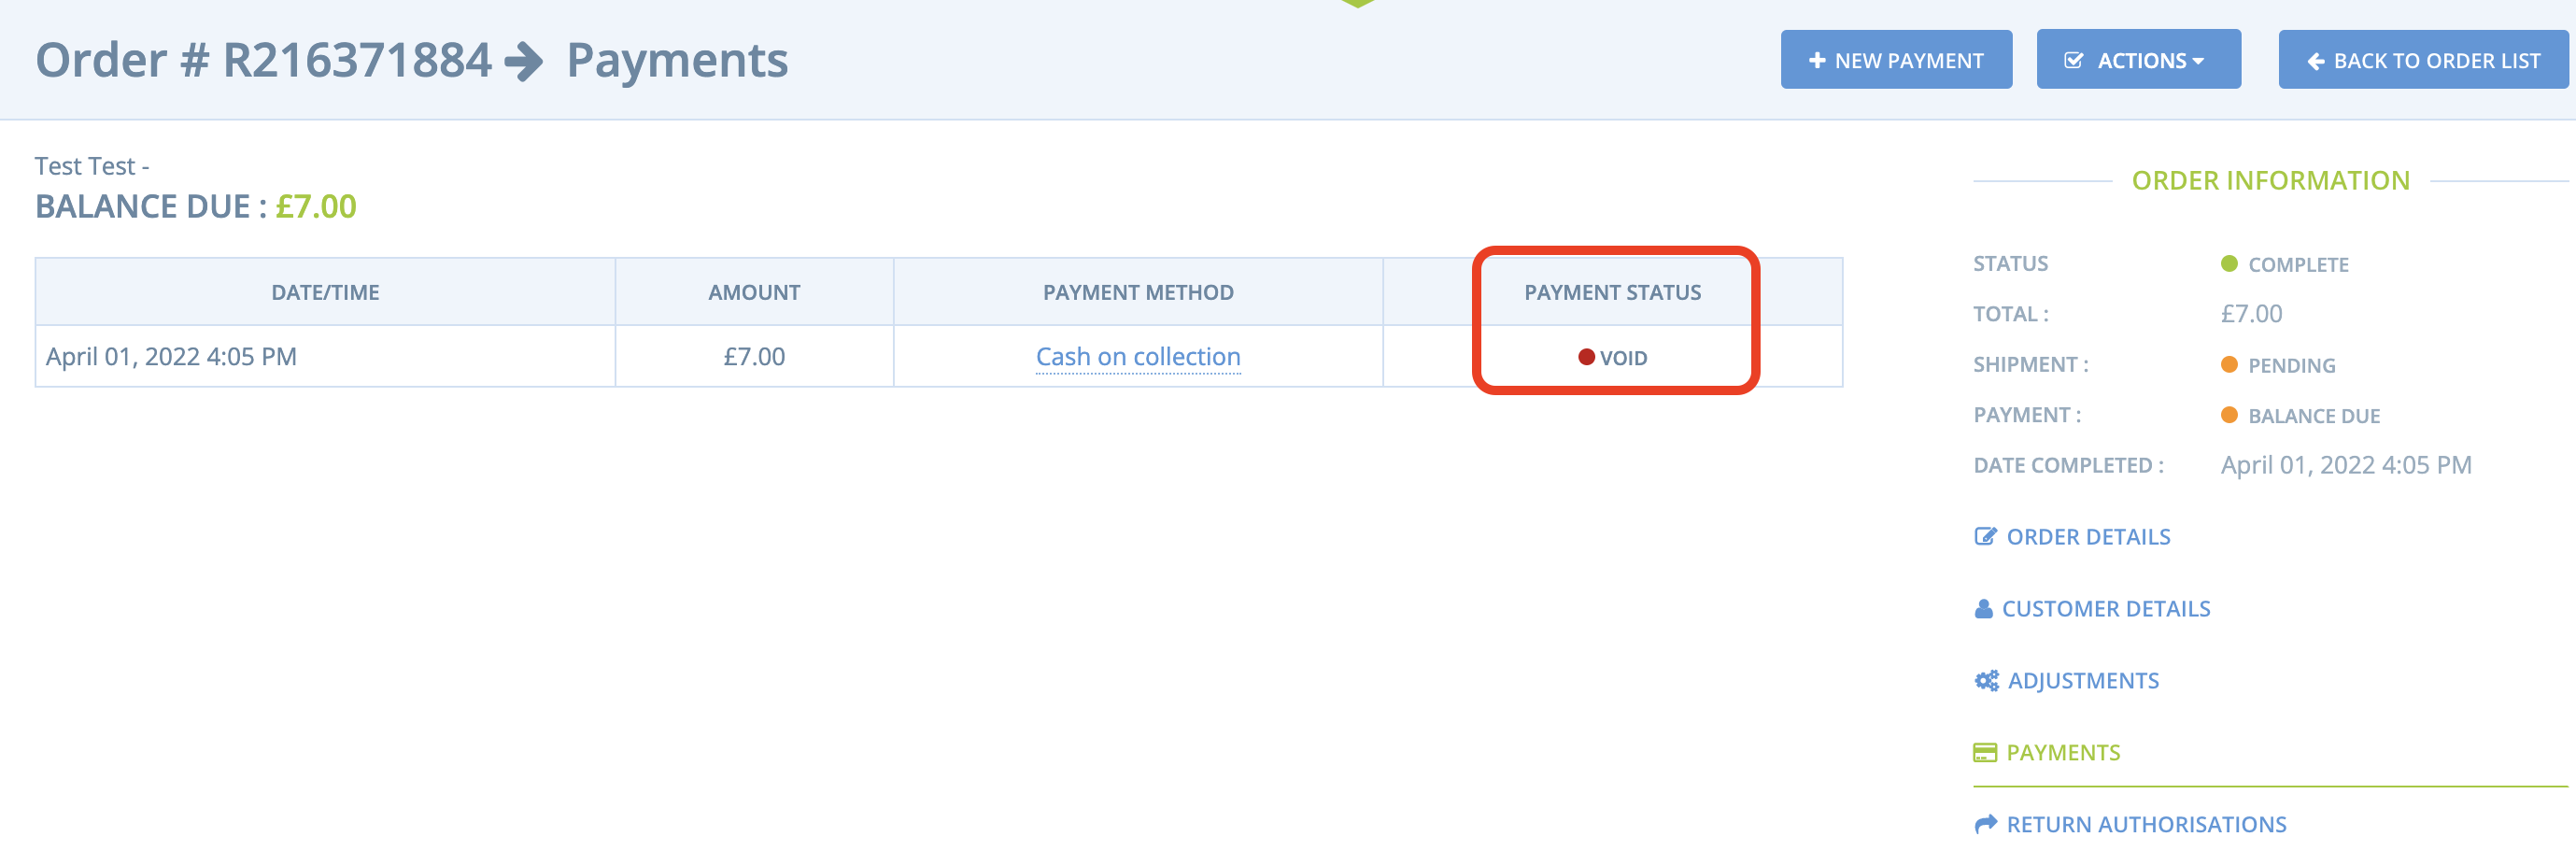 Order # R216371884 Payments
NEW PAYMENT
ACTIONS
BACK TO ORDER LIST
Test Test -
BALANCE DUE : £7.00
DATE/TIME AMOUNT PAYMENT METHOD PAYMENT STATUS
April 01, 2022 4:05 PM £7.00 Cash on collection VOID
ORDER INFORMATION
STATUS COMPLETE
TOTAL : £7.00
SHIPMENT : PENDING
PAYMENT : BALANCE DUE
DATE COMPLETED : April 01, 2022 4:05 PM
ORDER DETAILS
CUSTOMER DETAILS
ADJUSTMENTS
PAYMENTS
RETURN AUTHORISATIONS